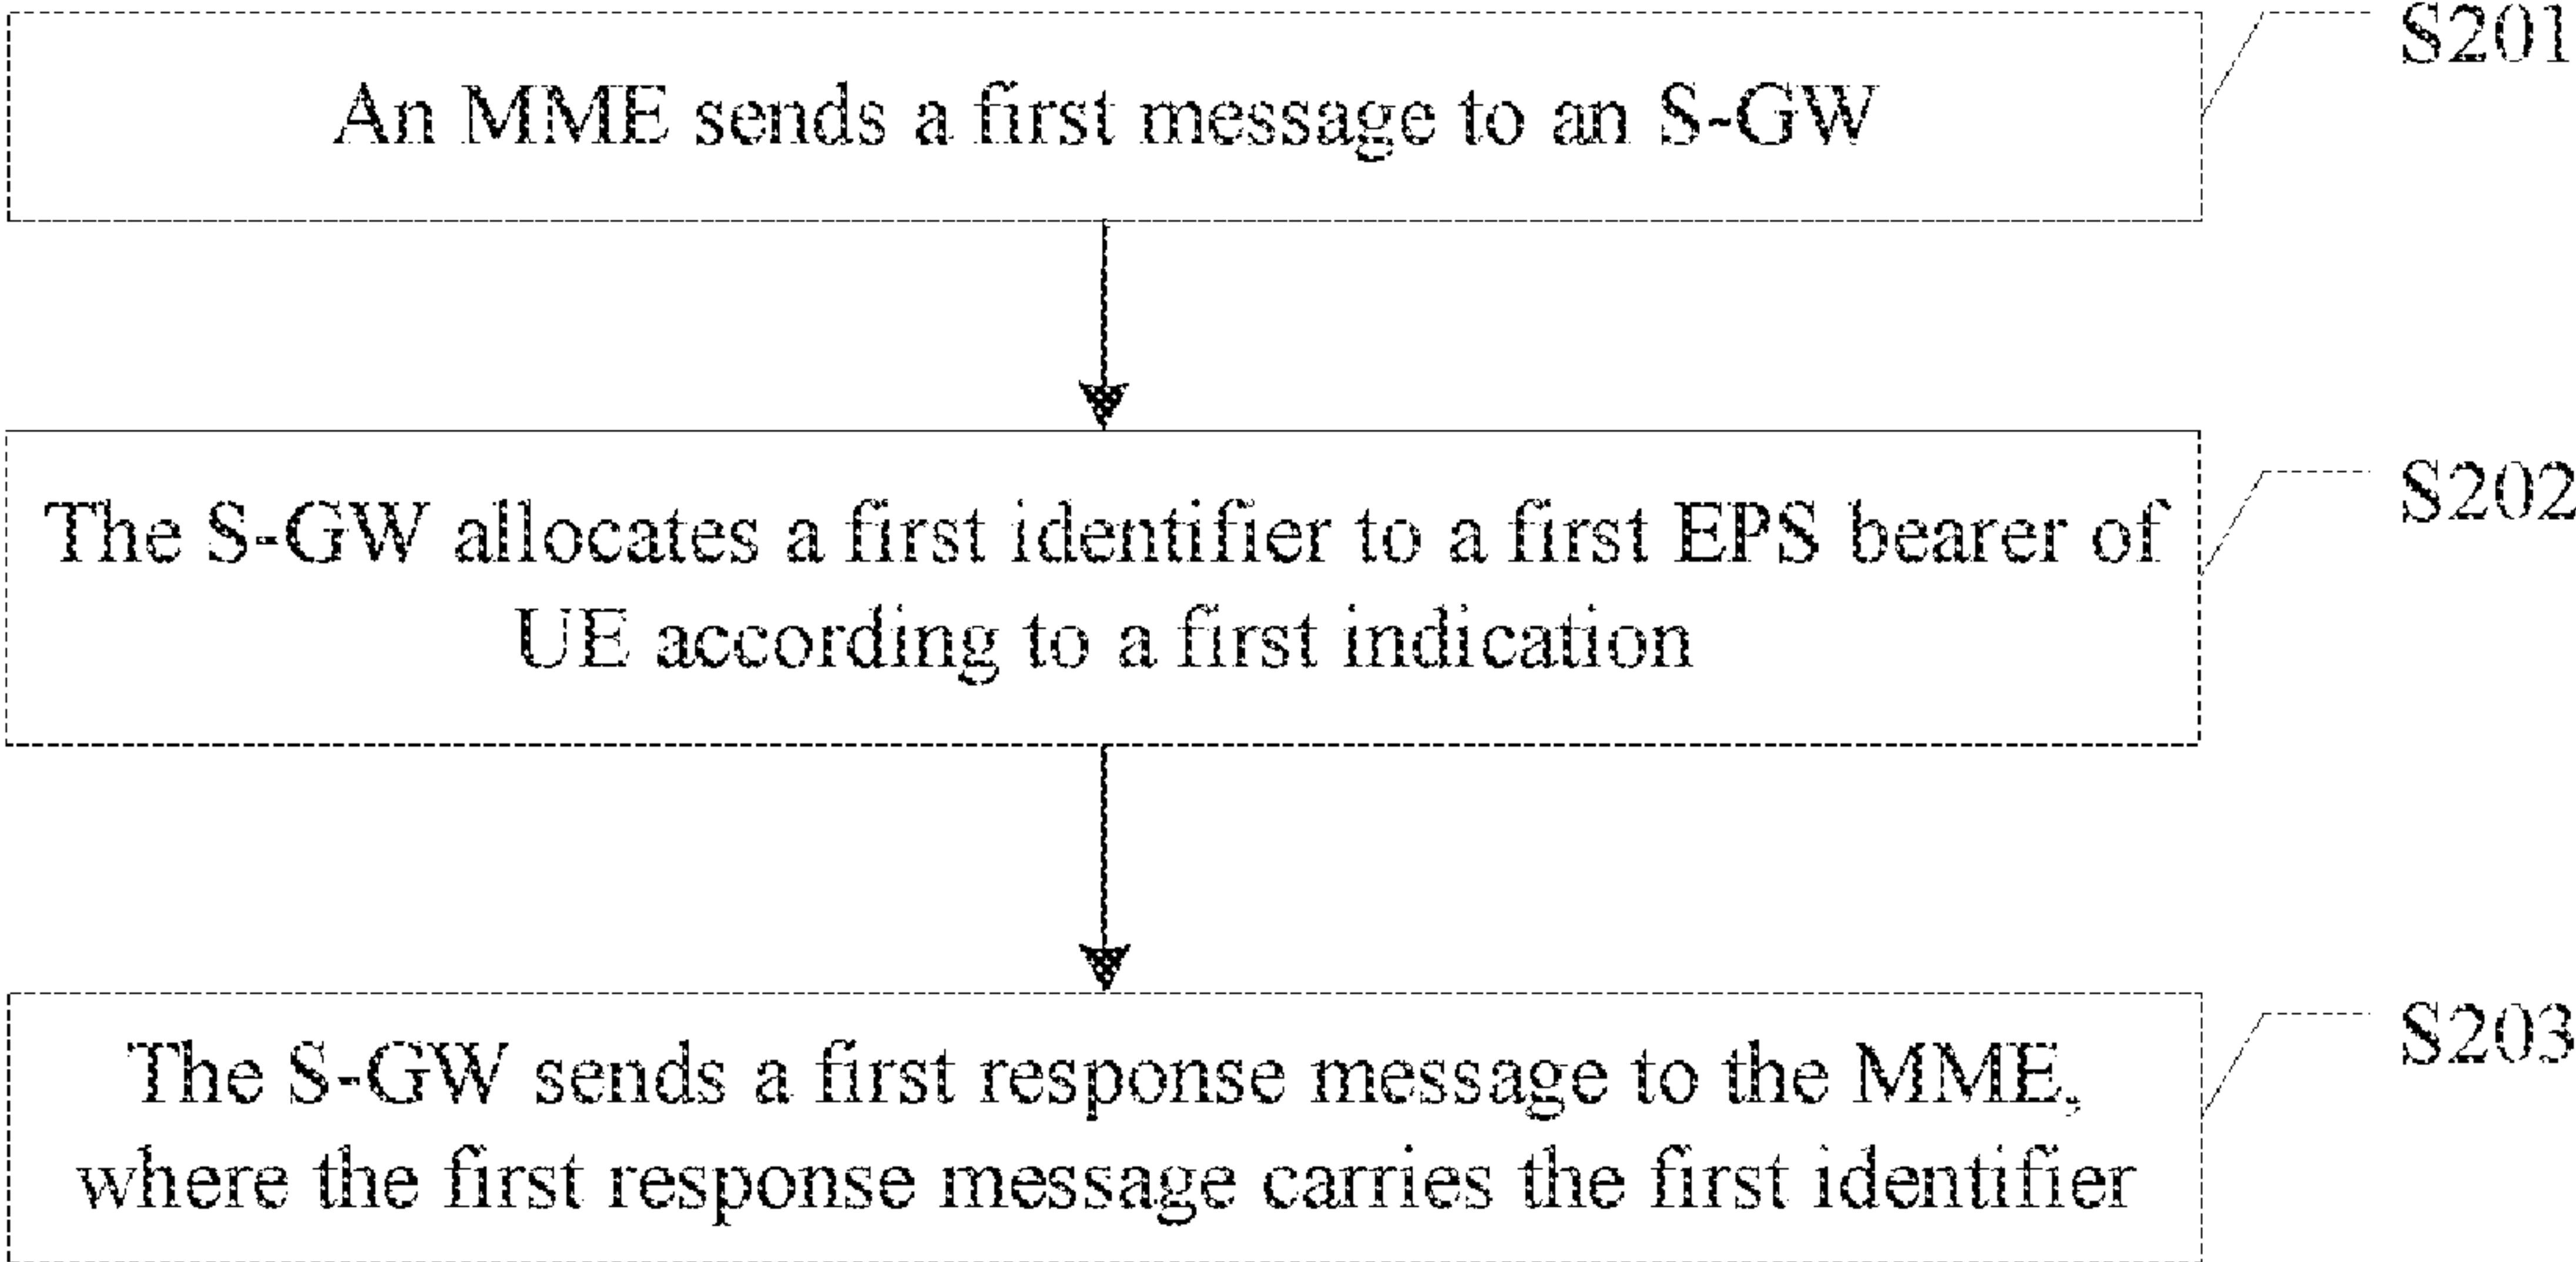 An MME sends a first message to an S-GW
S201
The S-GW allocates a first identifier to a first EPS bearer of
UE according to a first indication
S202
The S-GW sends a first response message to the MME,
where the first response message carries the first identifier
S203